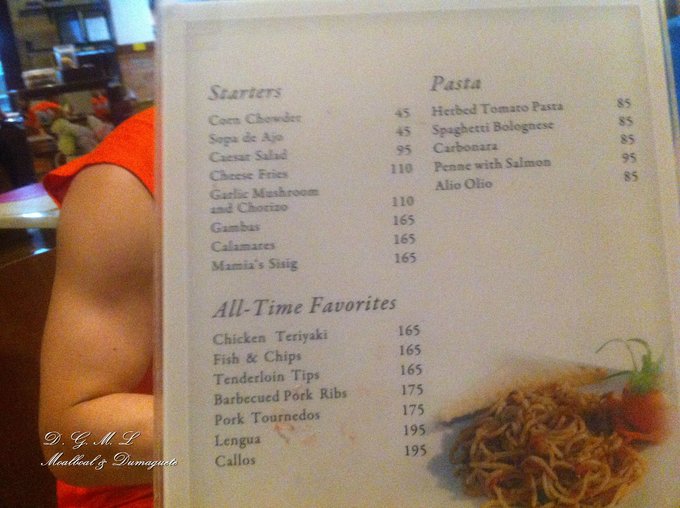 Starters
Corn Chowder 45
Sopa de Ajo 45
Caesar Salad 95
Cheese Fries 110
Garlic Mushroom
and Chorizo 110
Gambas 165
Calamares 165
Mamia's Sisig 165
Pasta
Herbed Tomato Pasta 85
Spaghetti Bolognese 85
Carbonara 85
Penne with Salmon 95
Alio Olio 85
All-Time Favorites
Chicken Teriyaki 165
Fish & Chips 165
Tenderloin Tips 165
Barbecued Pork Ribs 175
Pork Tournedos 175
Lengua 195
Callos 195
D. G. M. L
Moalboal & Dumaguete